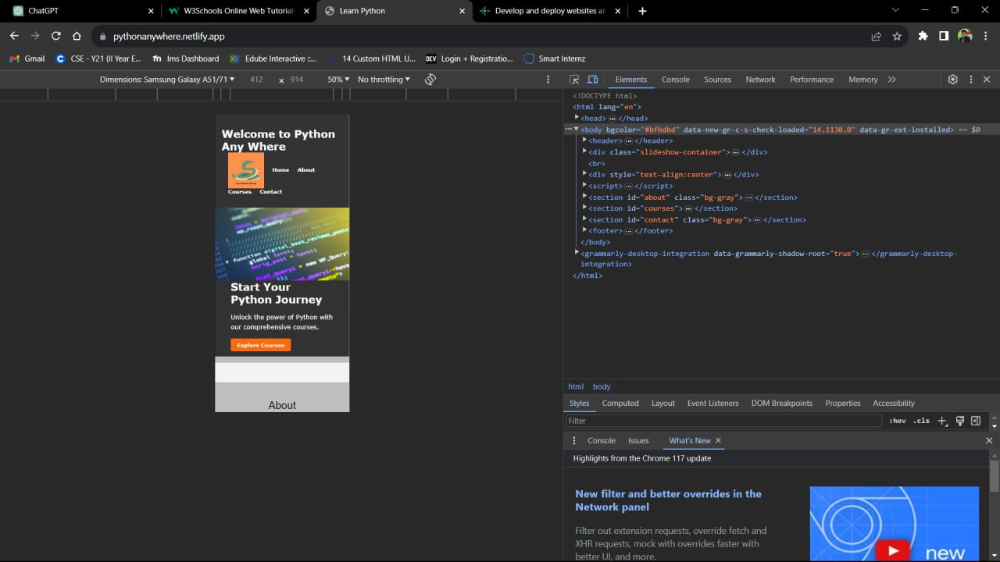 ChatGPT
W3Schools Online Web Tutorials
Learn Python
Develop and deploy websites an
pythonanywhere.netlify.app
Gmail
CSE - Y21 (II Year E...
Ims Dashboard
Edube Interactive ::...
14 Custom HTML U...
DEV
Login + Registratio...
Smart Internz
Dimensions: Samsung Galaxy A51/71 ▼ 412 × 914 50% ▼ No throttling ▼
Elements Console Sources Network Performance Memory
Welcome to Python
Any Where
Home About
Courses Contact
function digital_best_reviews_posts
global $post;
$orig_post = $post;
Start Your
Python Journey
Unlock the power of Python with
our comprehensive courses.
Explore Courses
About
<!DOCTYPE html>
<html lang="en">
<head>…</head>
<body bgcolor="#bfbdbd" data-new-gr-c-s-check-loaded="14.1130.0" data-gr-ext-installed> == $0
<header>…</header>
<div class="slideshow-container">…</div>
<br>
<div style="text-align:center">…</div>
<script>…</script>
<section id="about" class="bg-gray">…</section>
<section id="courses">…</section>
<section id="contact" class="bg-gray">…</section>
<footer>…</footer>
</body>
<grammarly-desktop-integration data-grammarly-shadow-root="true">…</grammarly-desktop-
integration>
</html>
html body
Styles Computed Layout Event Listeners DOM Breakpoints Properties Accessibility
Filter
:hov .cls
Console Issues What's New
Highlights from the Chrome 117 update
New filter and better overrides in the
Network panel
Filter out extension requests, override fetch and
XHR requests, mock with overrides faster with
better UI, and more.
new